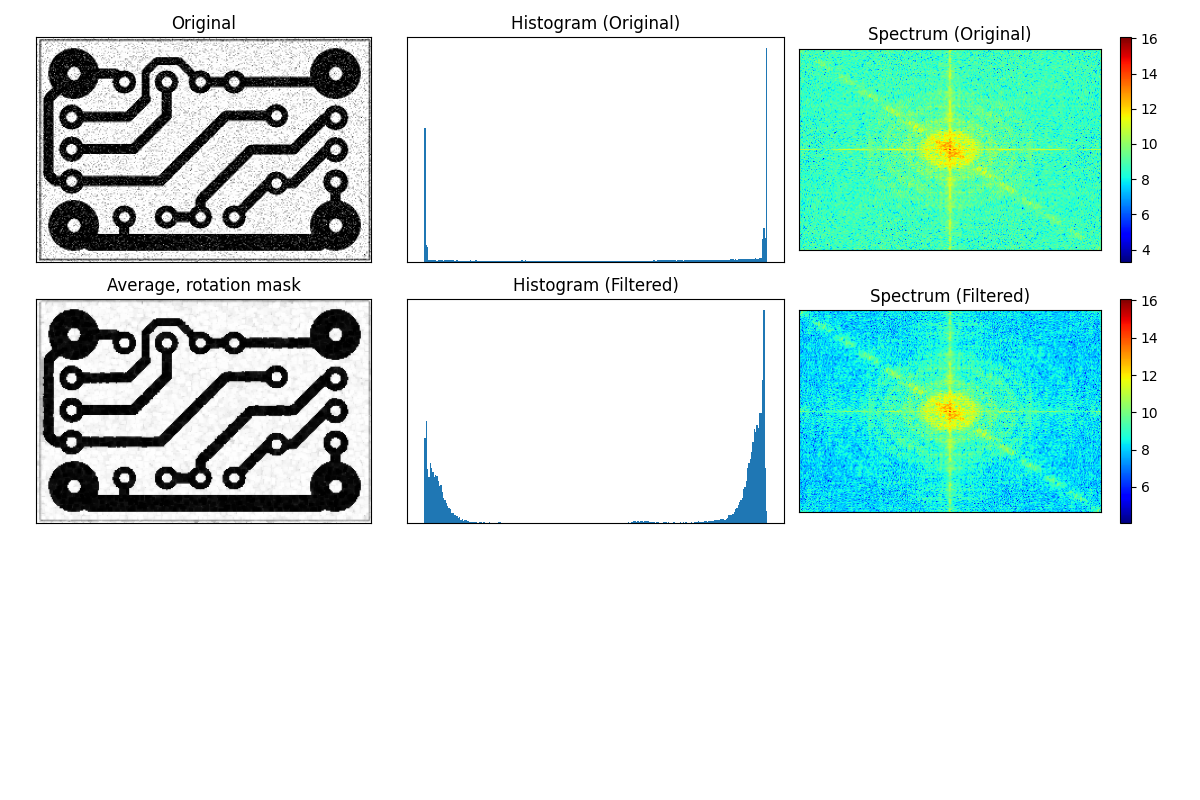 Original
Histogram (Original)
Spectrum (Original)
16
14
12
10
8
6
4
Average, rotation mask
Histogram (Filtered)
Spectrum (Filtered)
16
14
12
10
8
6